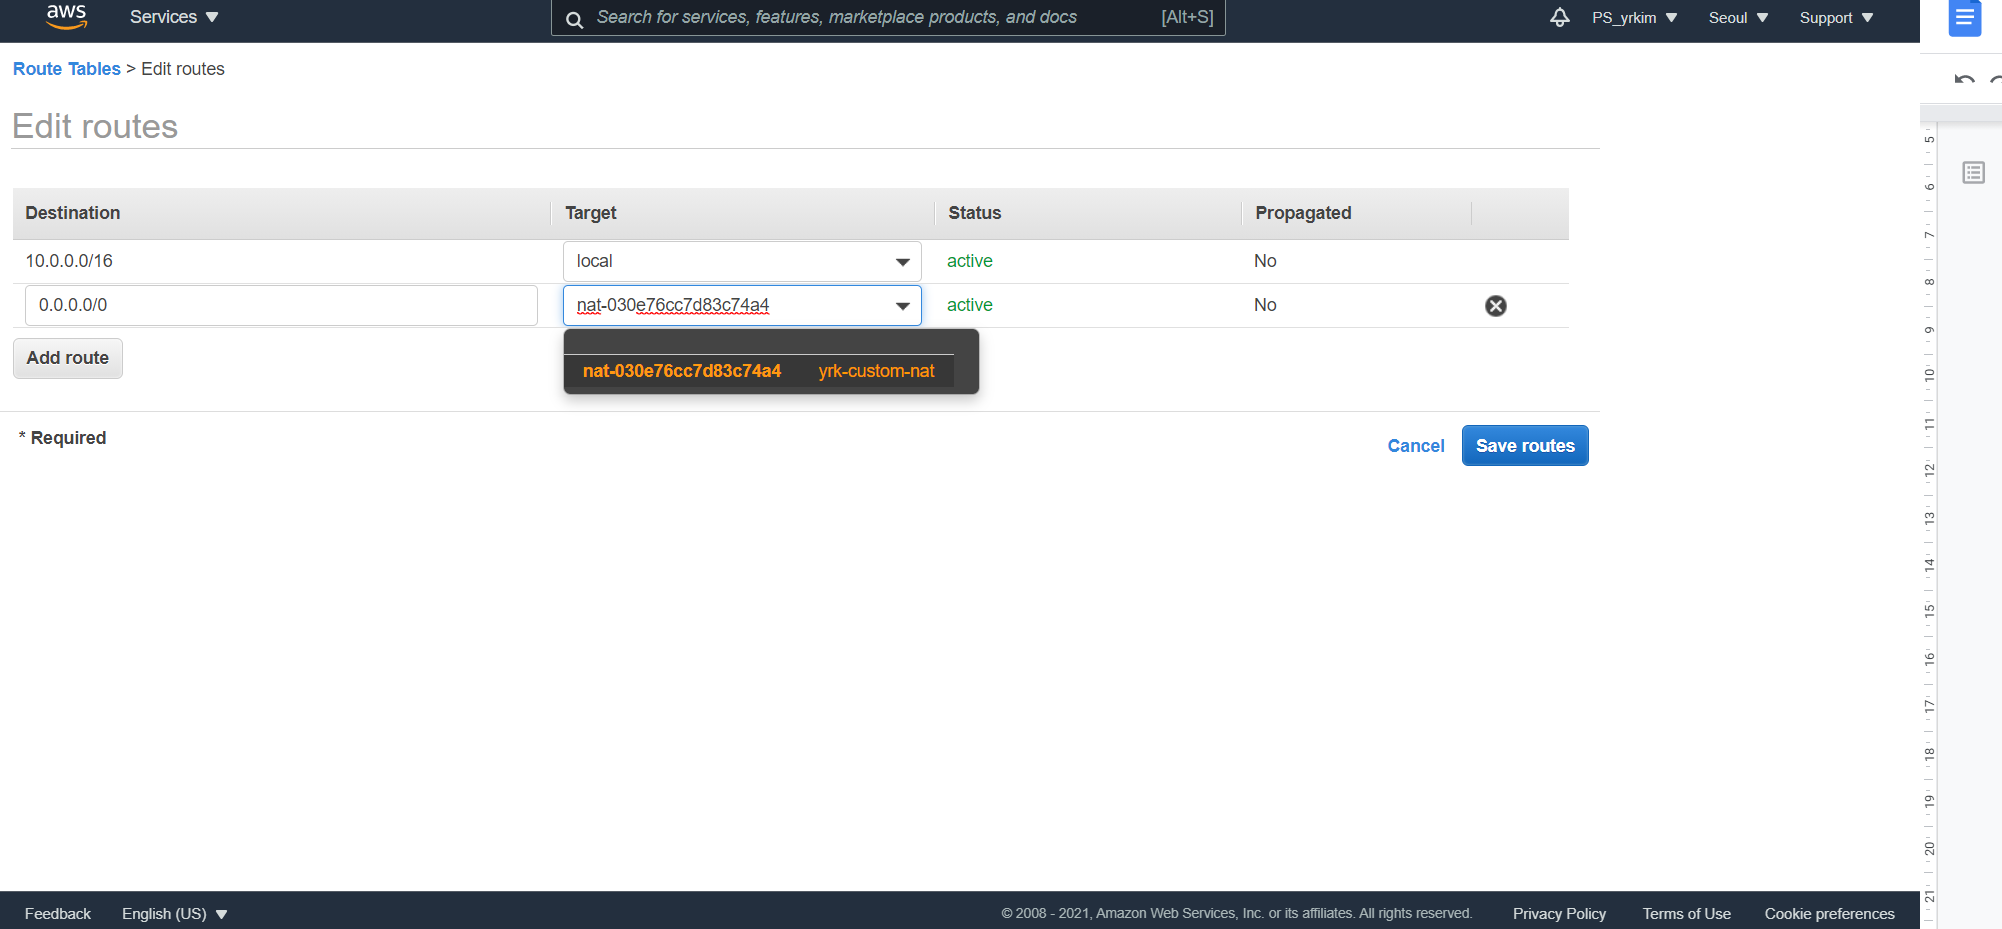 aws Services Search for services, features, marketplace products, and docs [Alt+S] PS_yrkim Seoul Support
Route Tables > Edit routes
Edit routes
Destination Target Status Propagated
10.0.0.0/16 local active No
0.0.0.0/0 nat-030e76cc7d83c74a4 active No
nat-030e76cc7d83c74a4 yrk-custom-nat
Add route
* Required
Cancel Save routes
5
6
7
8
9
10
11
12
13
14
15
16
17
18
19
20
21
Feedback English (US) © 2008 - 2021, Amazon Web Services, Inc. or its affiliates. All rights reserved. Privacy Policy Terms of Use Cookie preferences